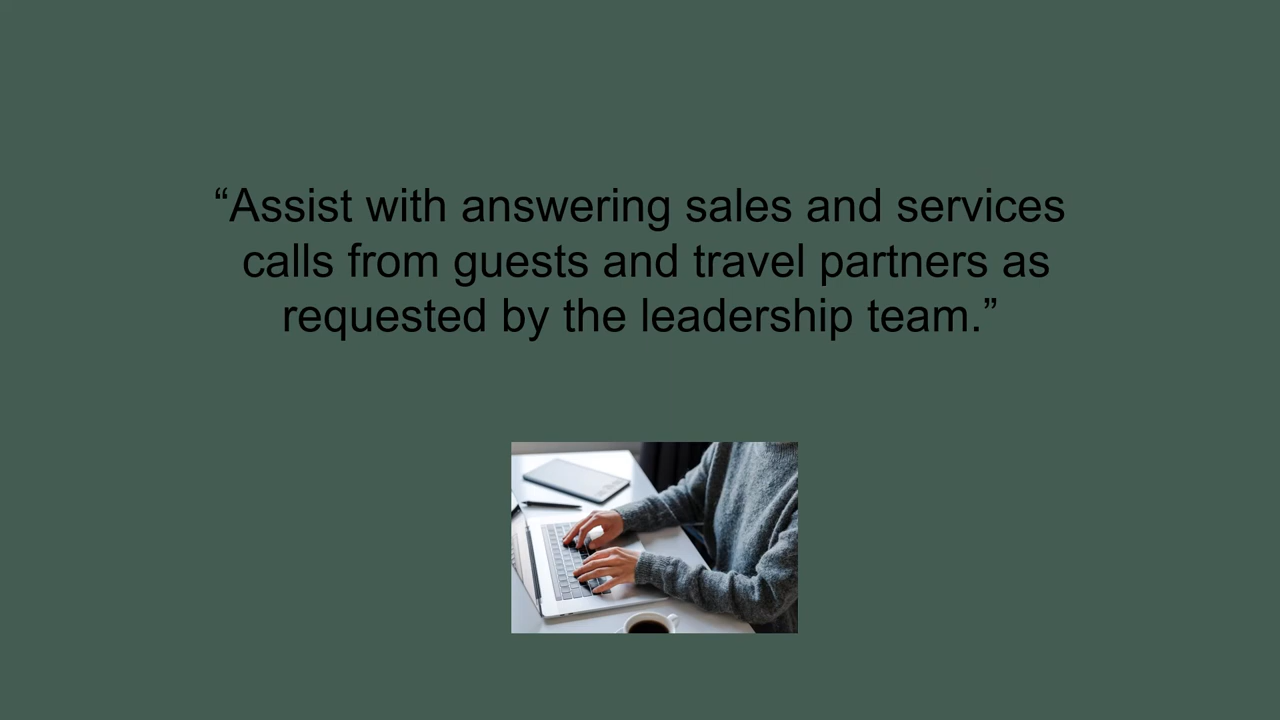 “Assist with answering sales and services
calls from guests and travel partners as
requested by the leadership team.”